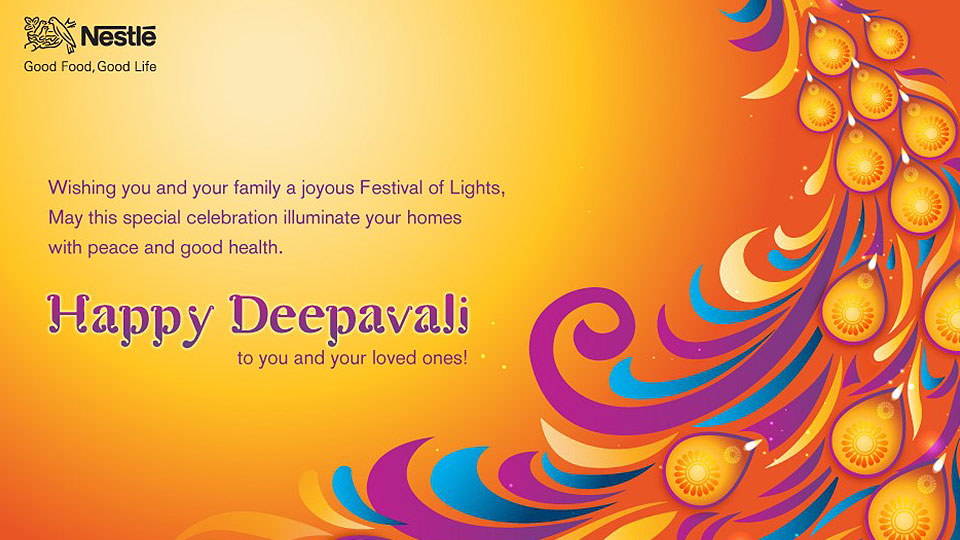 Nestlé
Good Food, Good Life
Wishing you and your family a joyous Festival of Lights,
May this special celebration illuminate your homes
with peace and good health.
Happy Deepavali
to you and your loved ones!